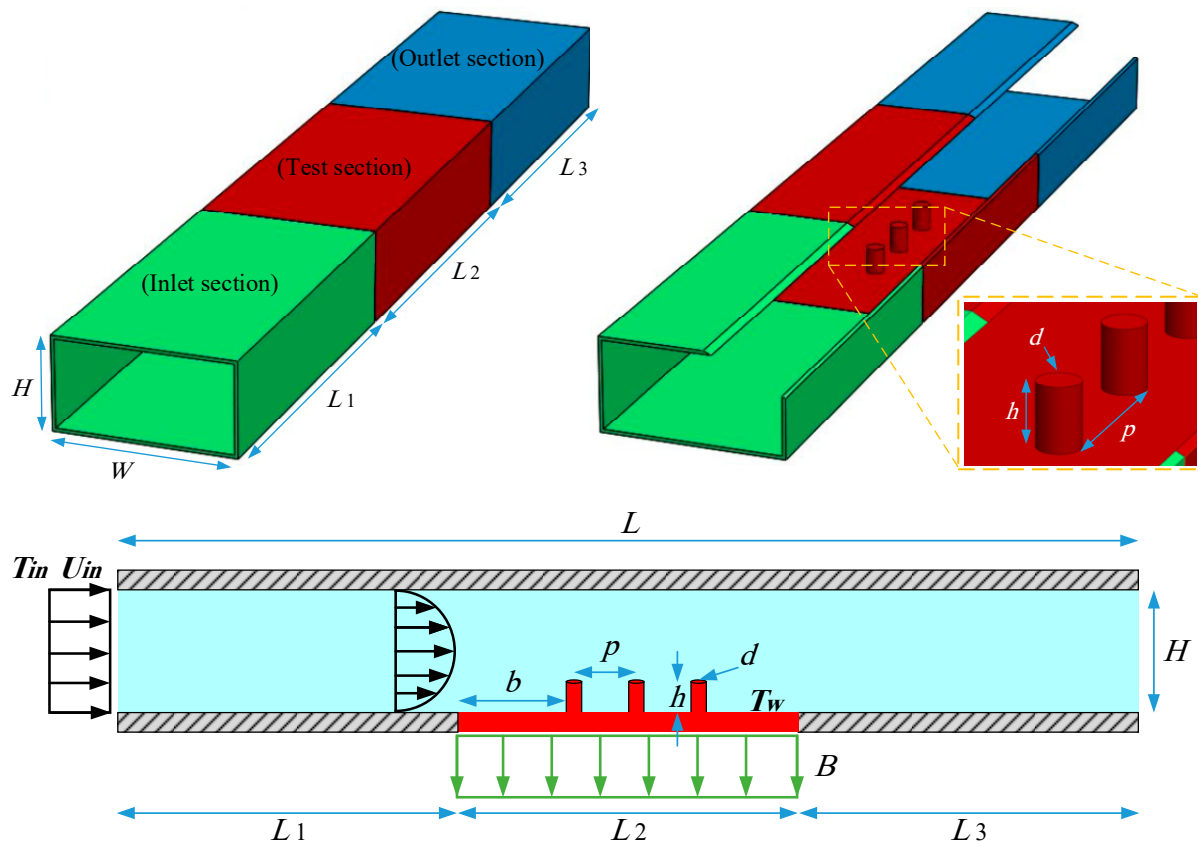 (Outlet section)
(Test section)
(Inlet section)
L3
L2
L1
H
W
d
h
p
L
Tin Uin
H
b
p
h
d
Tw
B
L1
L2
L3